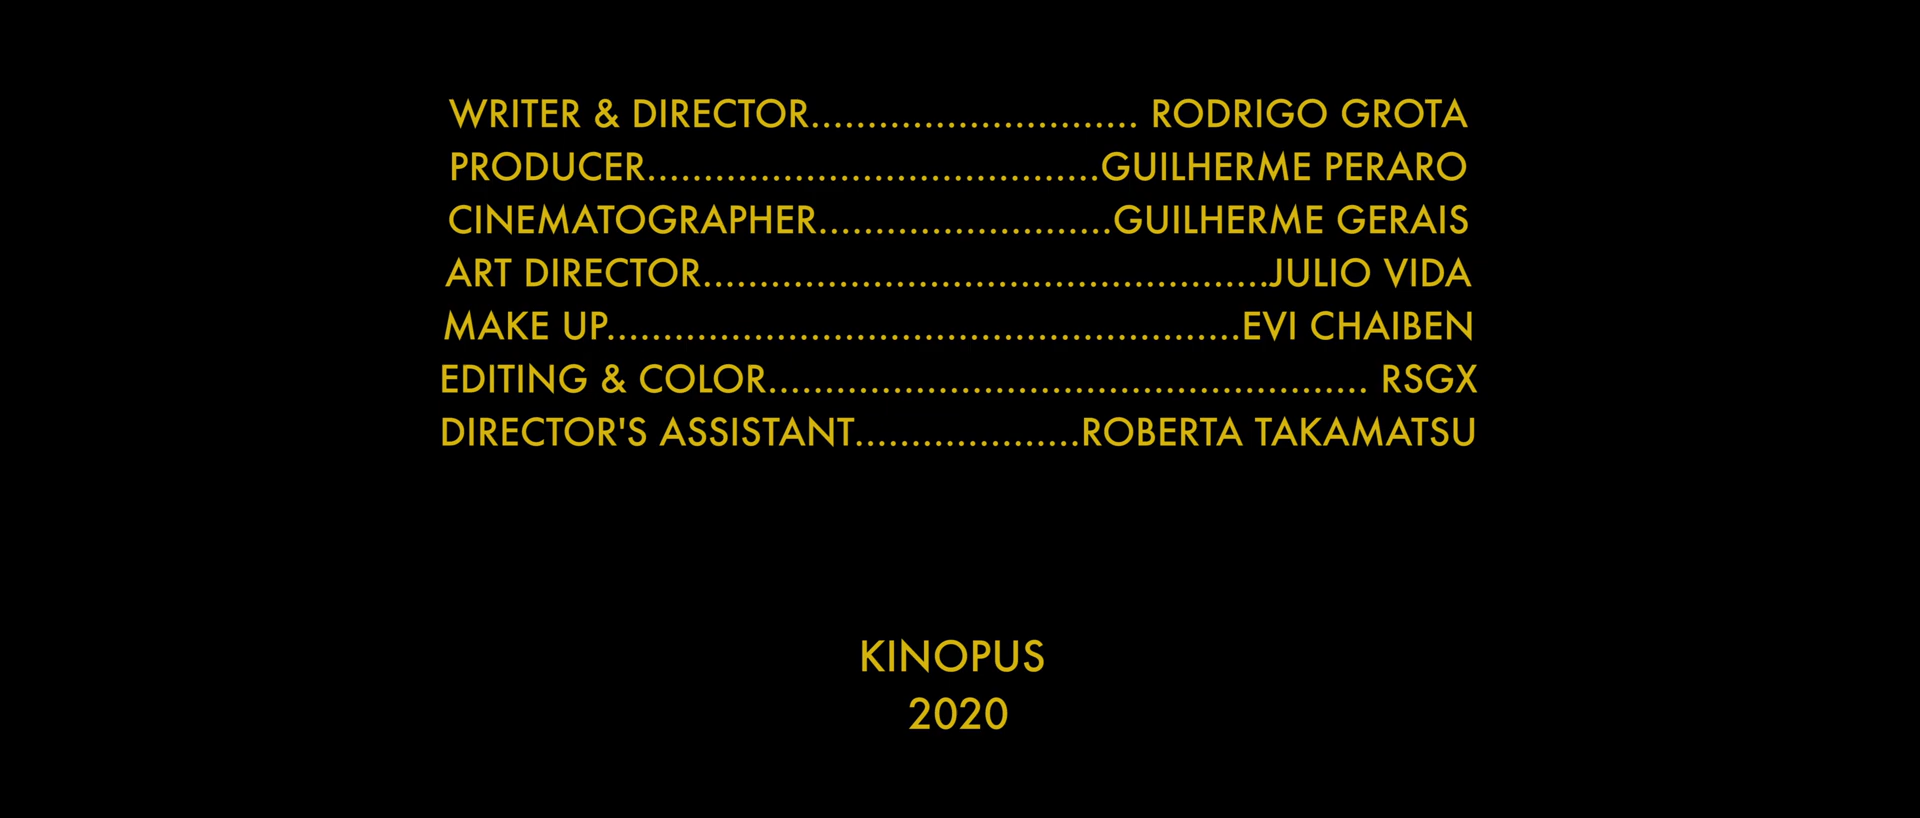 WRITER & DIRECTOR............................. RODRIGO GROTA
PRODUCER........................................GUILHERME PERARO
CINEMATOGRAPHER..........................GUILHERME GERAIS
ART DIRECTOR..................................................JULIO VIDA
MAKE UP........................................................EVI CHAIBEN
EDITING & COLOR..................................................... RSGX
DIRECTOR'S ASSISTANT....................ROBERTA TAKAMATSU
KINOPUS
2020